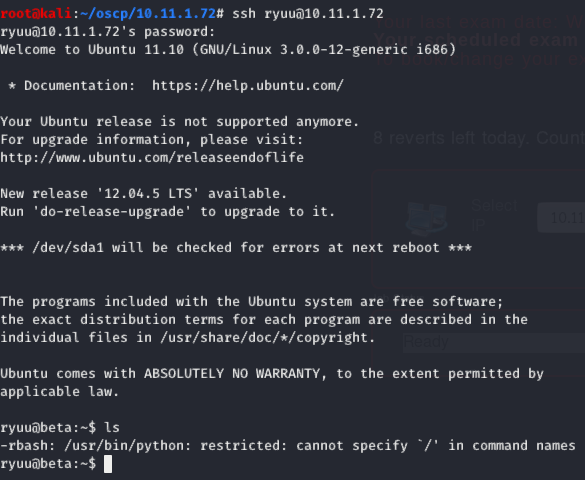 root@kali:~/oscp/10.11.1.72# ssh ryuu@10.11.1.72
ryuu@10.11.1.72's password:
Welcome to Ubuntu 11.10 (GNU/Linux 3.0.0-12-generic i686)
 * Documentation:  https://help.ubuntu.com/
Your Ubuntu release is not supported anymore.
For upgrade information, please visit:
http://www.ubuntu.com/releaseendoflife
New release '12.04.5 LTS' available.
Run 'do-release-upgrade' to upgrade to it.
*** /dev/sda1 will be checked for errors at next reboot ***
The programs included with the Ubuntu system are free software;
the exact distribution terms for each program are described in the
individual files in /usr/share/doc/*/copyright.
Ubuntu comes with ABSOLUTELY NO WARRANTY, to the extent permitted by
applicable law.
ryuu@beta:~$ ls
-rbash: /usr/bin/python: restricted: cannot specify `/' in command names
ryuu@beta:~$
Your scheduled exam
8 reverts left today.
Select
IP
10.11
Ready